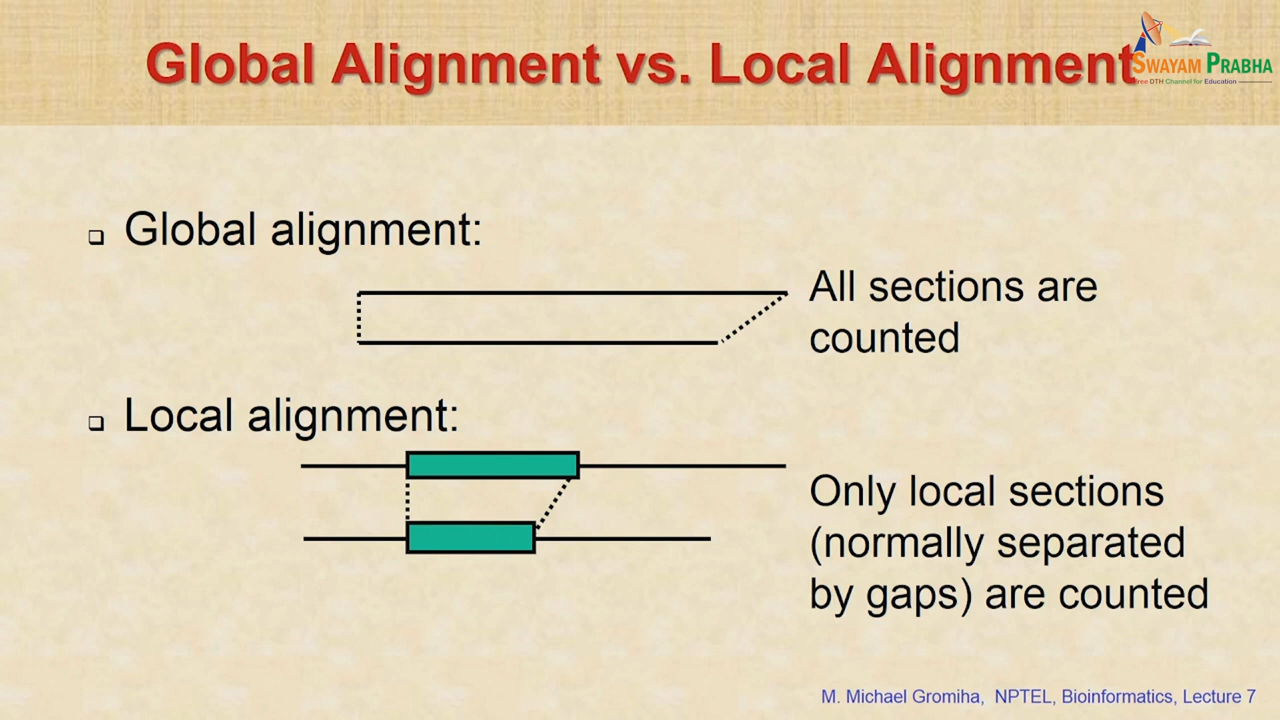 Global Alignment vs. Local Alignment
SWAYAM PRABHA
Free DTH Channel for Education
❑ Global alignment:
All sections are
counted
❑ Local alignment:
Only local sections
(normally separated
by gaps) are counted
M. Michael Gromiha, NPTEL, Bioinformatics, Lecture 7